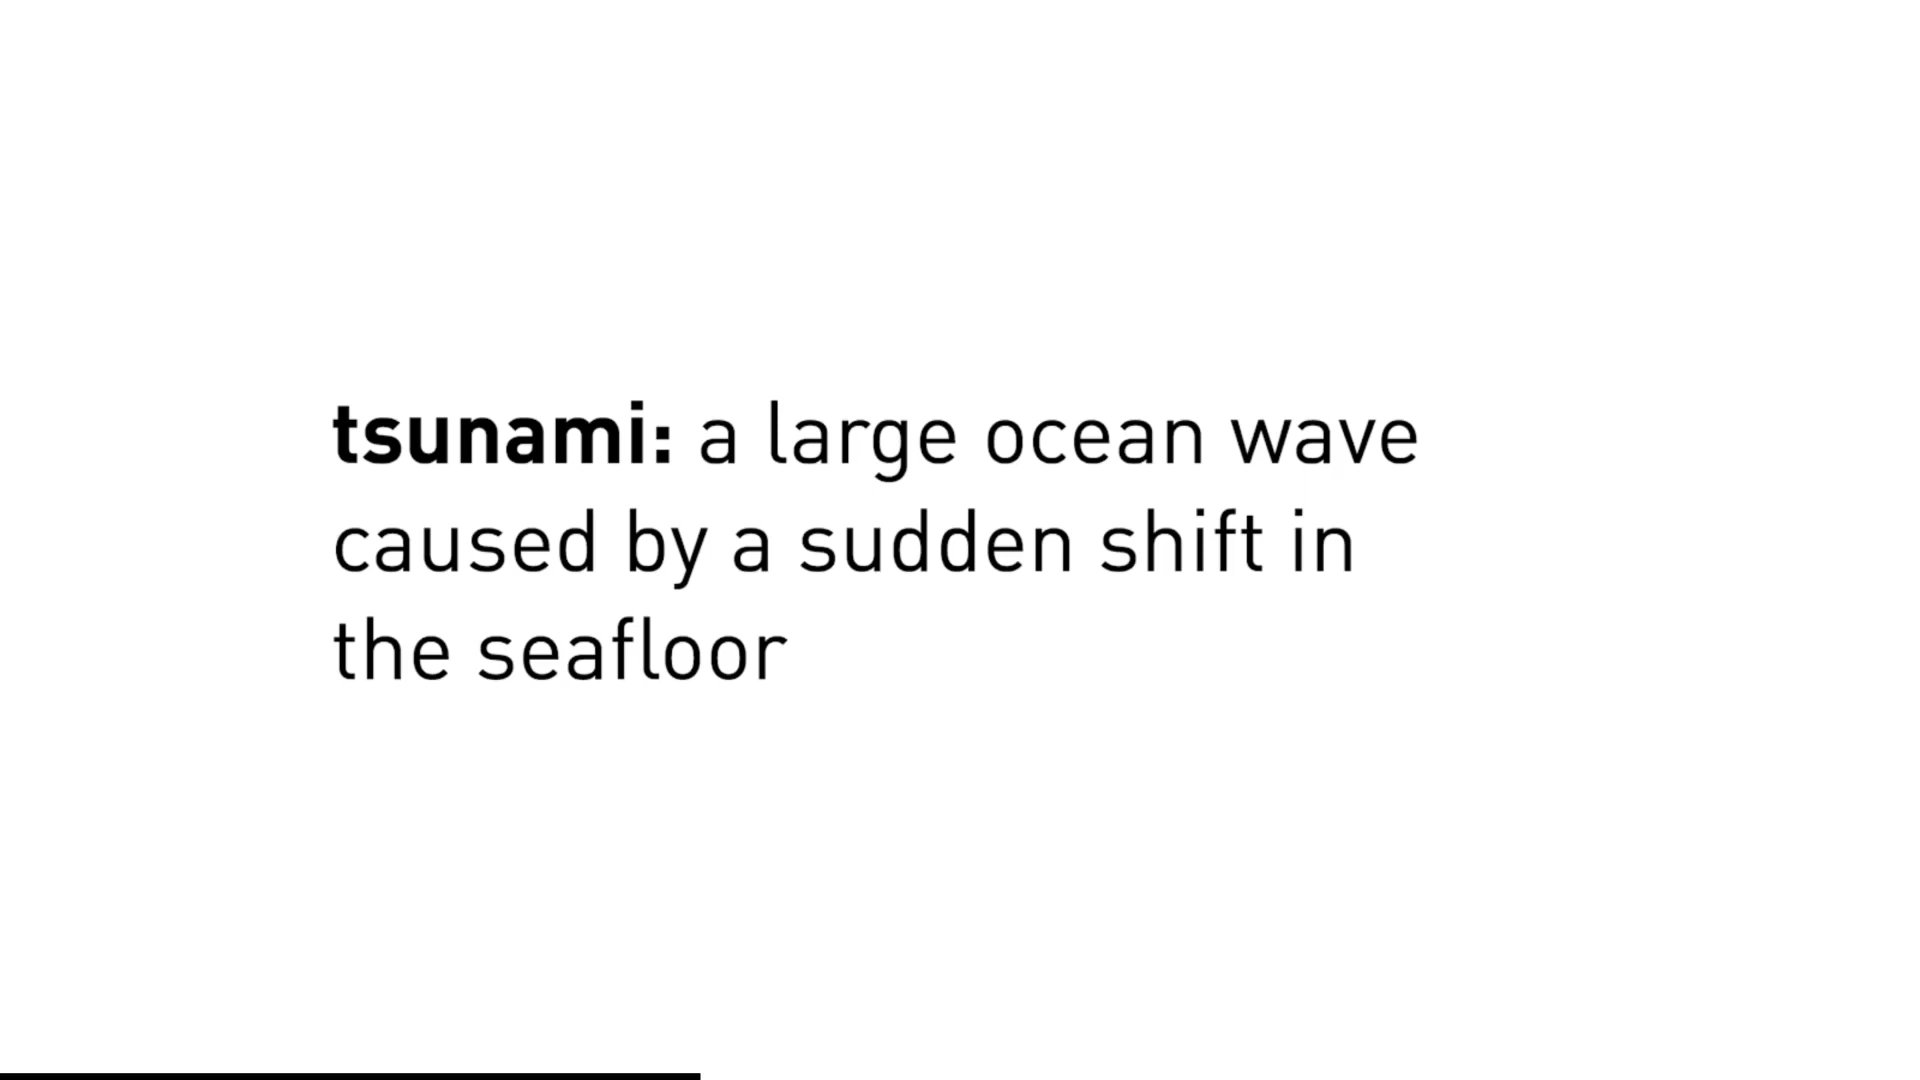 tsunami: a large ocean wave
caused by a sudden shift in
the seafloor